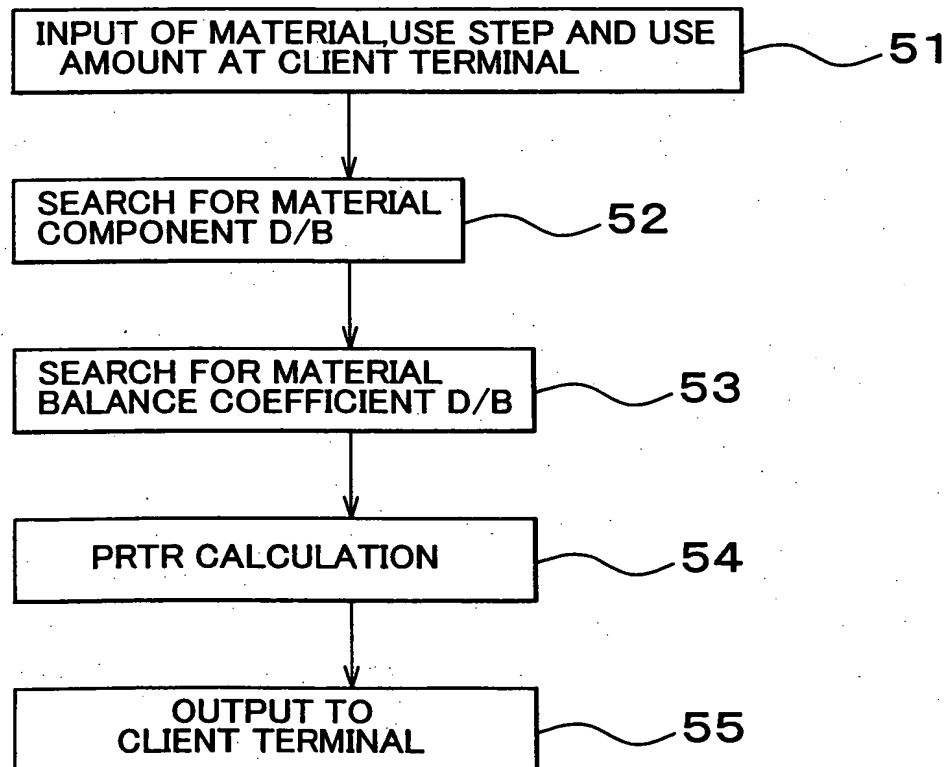 INPUT OF MATERIAL,USE STEP AND USE
AMOUNT AT CLIENT TERMINAL
51
SEARCH FOR MATERIAL
COMPONENT D/B
52
SEARCH FOR MATERIAL
BALANCE COEFFICIENT D/B
53
PRTR CALCULATION
54
OUTPUT TO
CLIENT TERMINAL
55